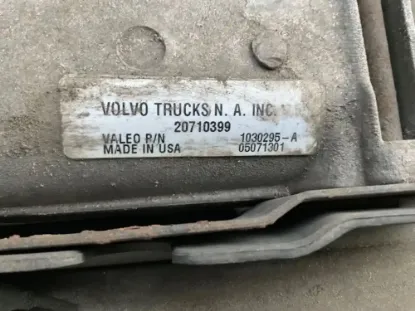 VOLVO TRUCKS N. A. INC.
20710399
VALEO P/N 1030295-A
MADE IN USA 05071301